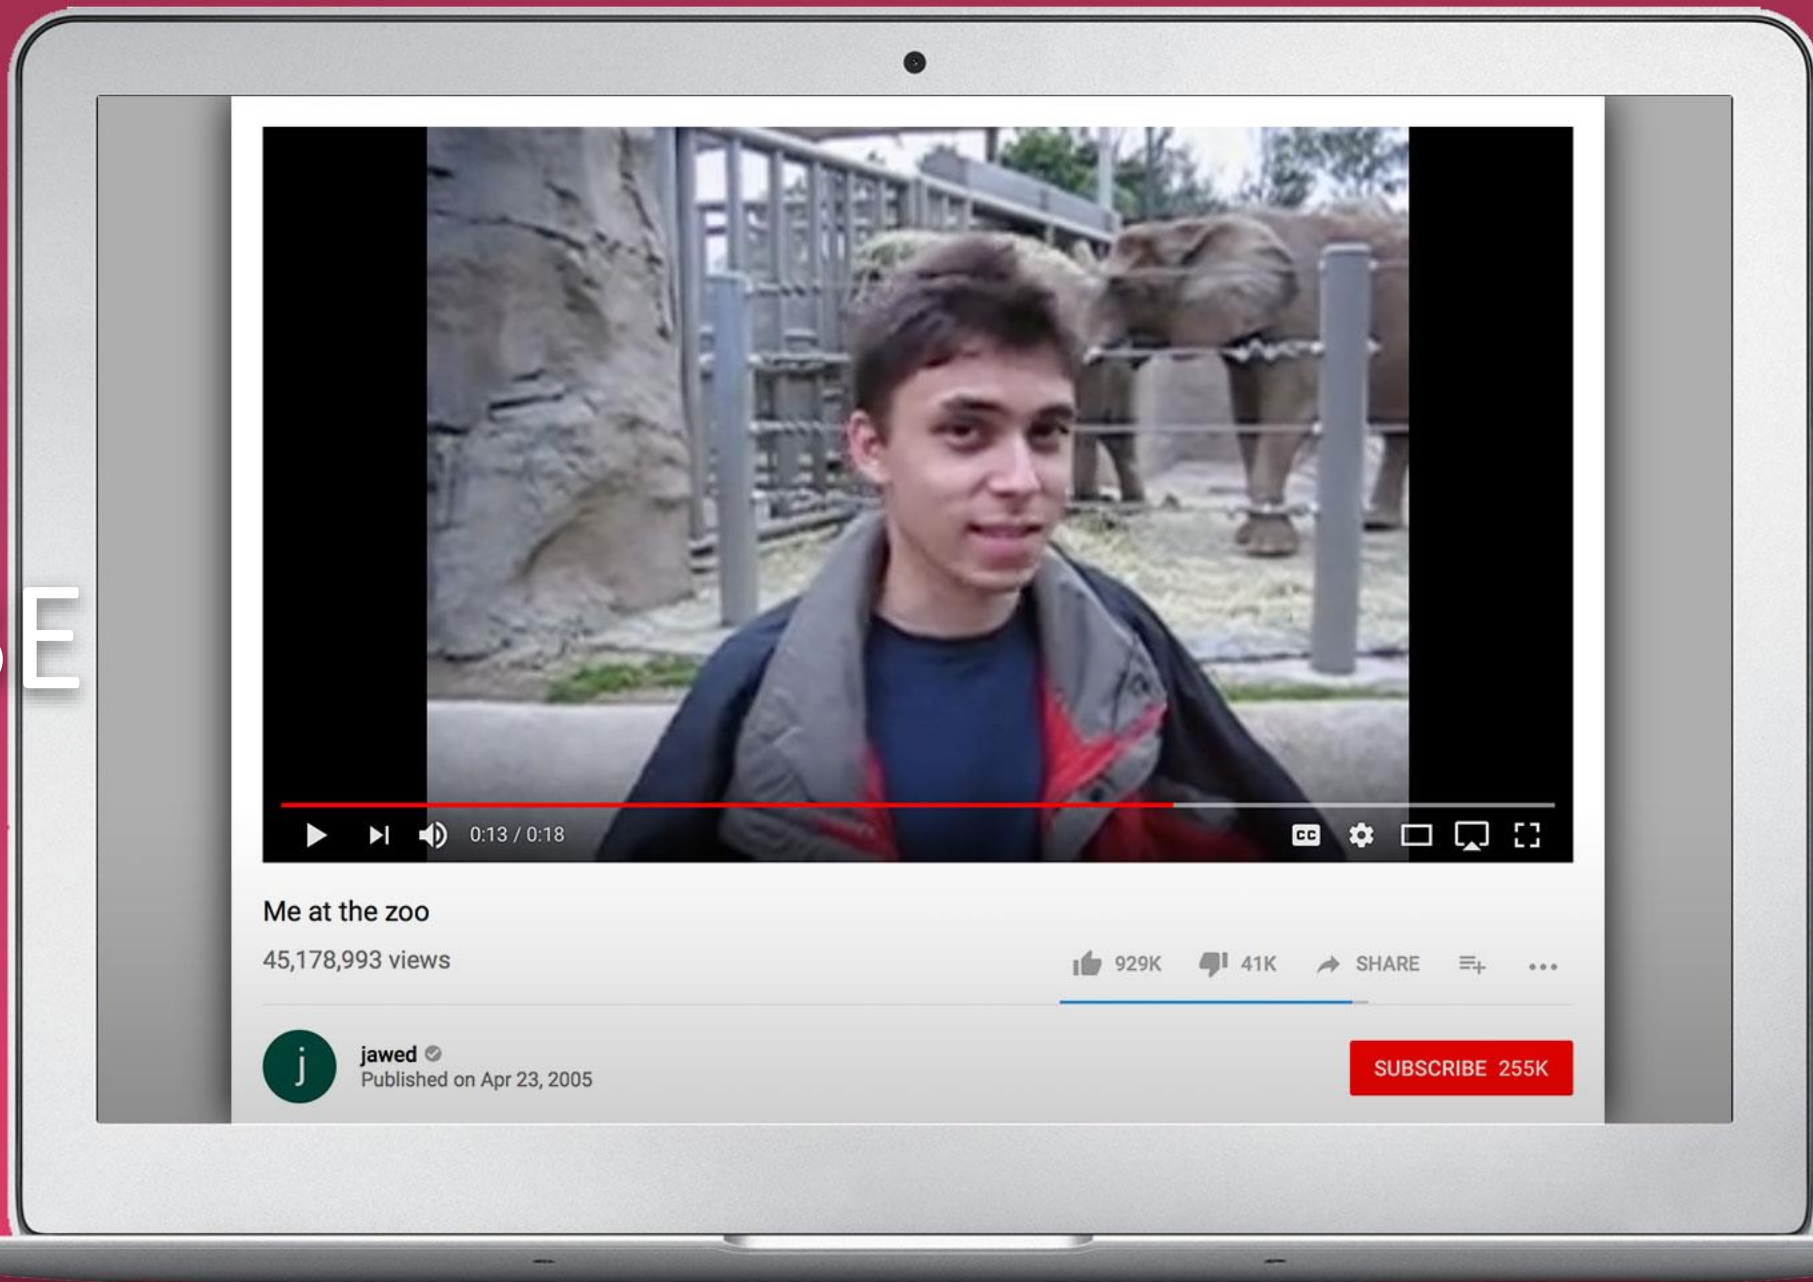 E
0:13 / 0:18
CC
Me at the zoo
45,178,993 views
929K 41K SHARE
j
jawed
Published on Apr 23, 2005
SUBSCRIBE 255K